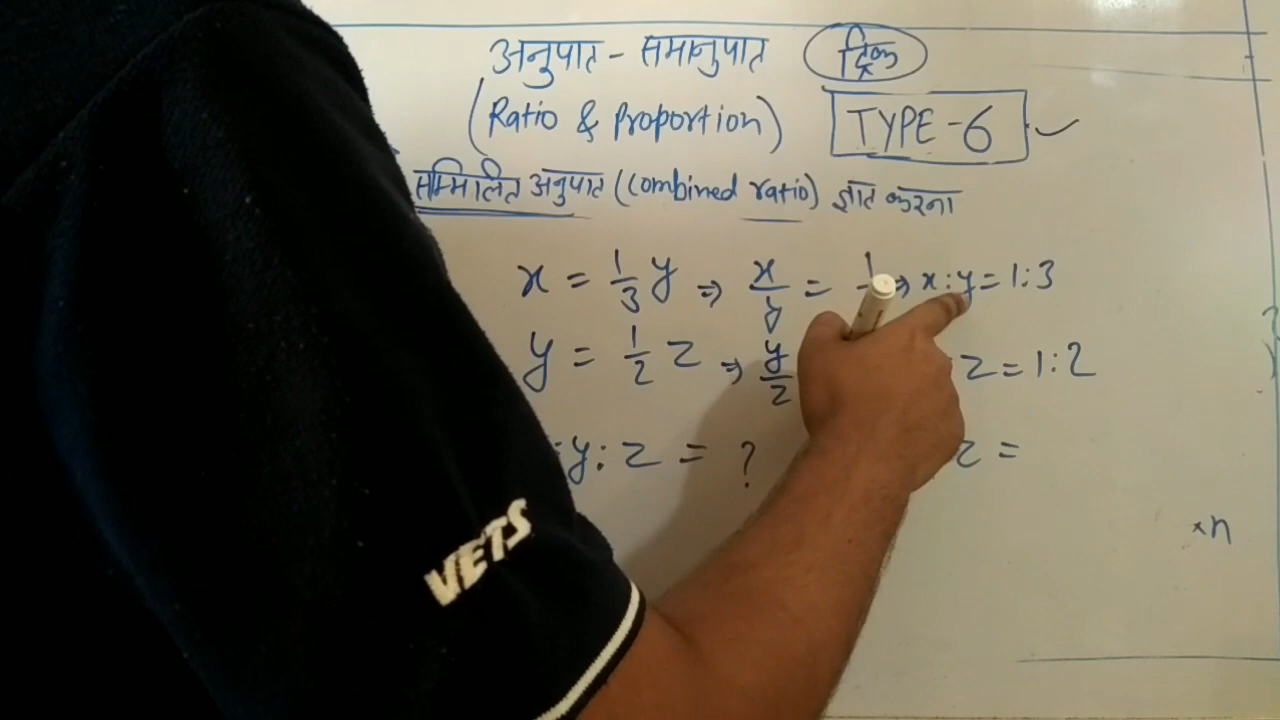 अनुपात - समानुपात ट्रिक
(Ratio & Proportion) TYPE-6 ✓
सम्मिलित अनुपात (Combined ratio) ज्ञात करना
x = 1/3 y ⇒ x/y = 1 ⇒ x:y = 1:3
y = 1/2 z ⇒ y/z : z = 1:2
:y:z = ? z =
×n
VETS